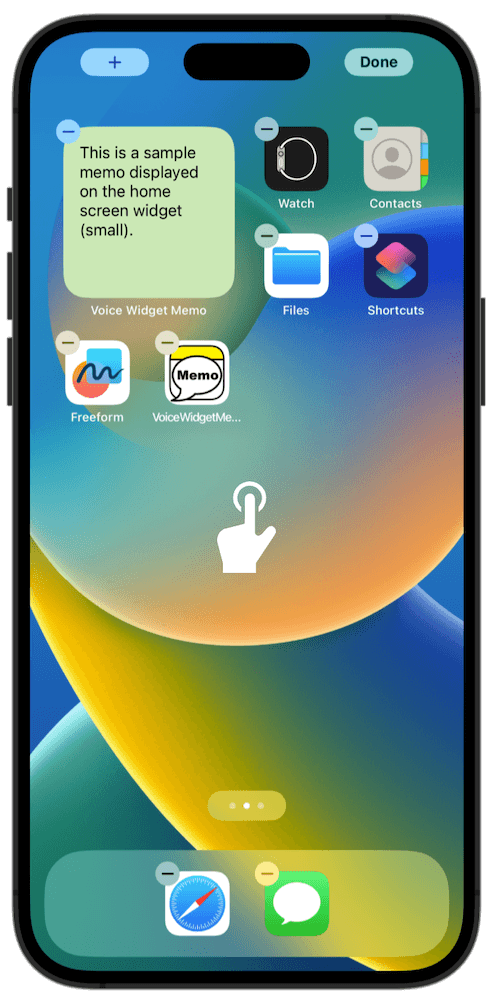 +
Done
This is a sample
memo displayed
on the home
screen widget
(small).
Voice Widget Memo
Watch
Contacts
Files
Shortcuts
Memo
Freeform
VoiceWidgetMe...